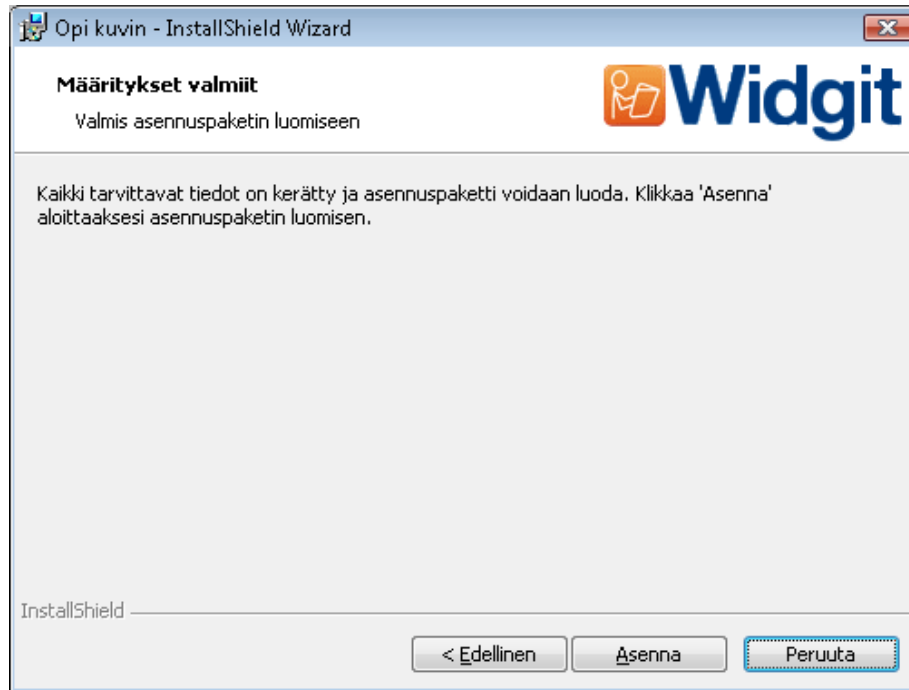 Opi kuvin - InstallShield Wizard
Määritykset valmiit
Valmis asennuspaketin luomiseen
Widgit
Kaikki tarvittavat tiedot on kerätty ja asennuspaketti voidaan luoda. Klikkaa 'Asenna'
aloittaaksesi asennuspaketin luomisen.
InstallShield
< Edellinen
Asenna
Peruuta